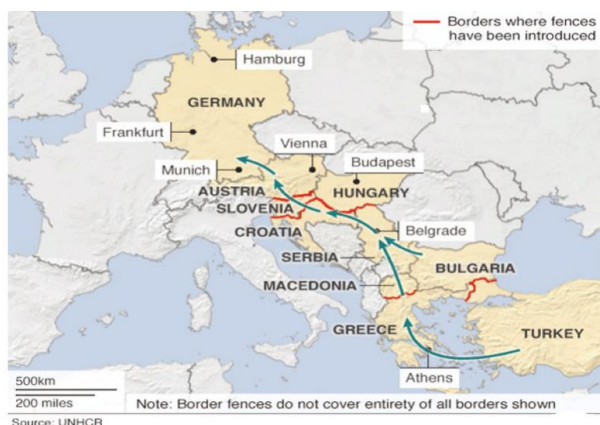 Borders where fences
have been introduced
Hamburg
GERMANY
Frankfurt
Vienna
Munich
Budapest
AUSTRIA
HUNGARY
SLOVENIA
CROATIA
Belgrade
SERBIA
BULGARIA
MACEDONIA
GREECE
TURKEY
Athens
500km
200 miles
Note: Border fences do not cover entirety of all borders shown
Source: UNHCR